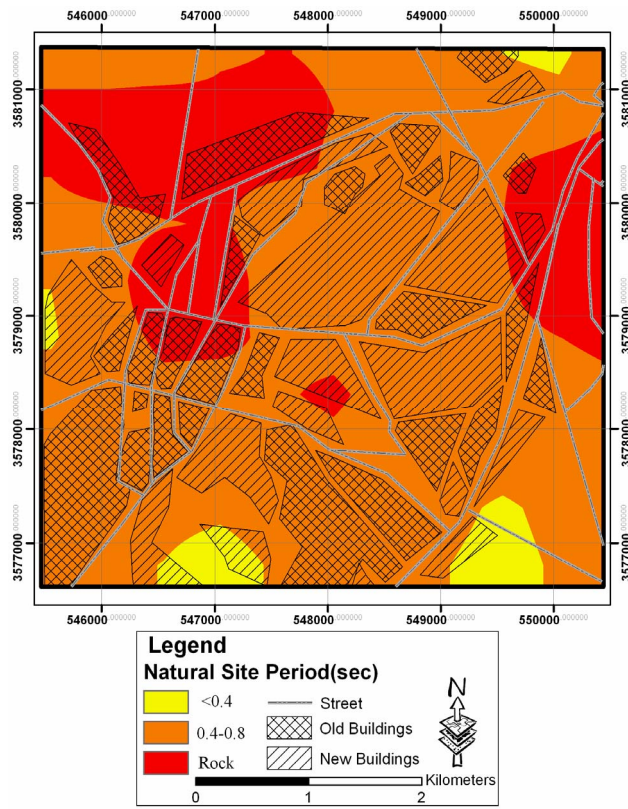 546000.000000 547000.000000 548000.000000 549000.000000 550000.000000
3581000.000000 3581000.000000
3580000.000000 3580000.000000
3579000.000000 3579000.000000
3578000.000000 3578000.000000
3577000.000000 3577000.000000
546000.000000 547000.000000 548000.000000 549000.000000 550000.000000
Legend
Natural Site Period(sec)
<0.4
0.4-0.8
Rock
Street
Old Buildings
New Buildings
N
Kilometers
0 1 2